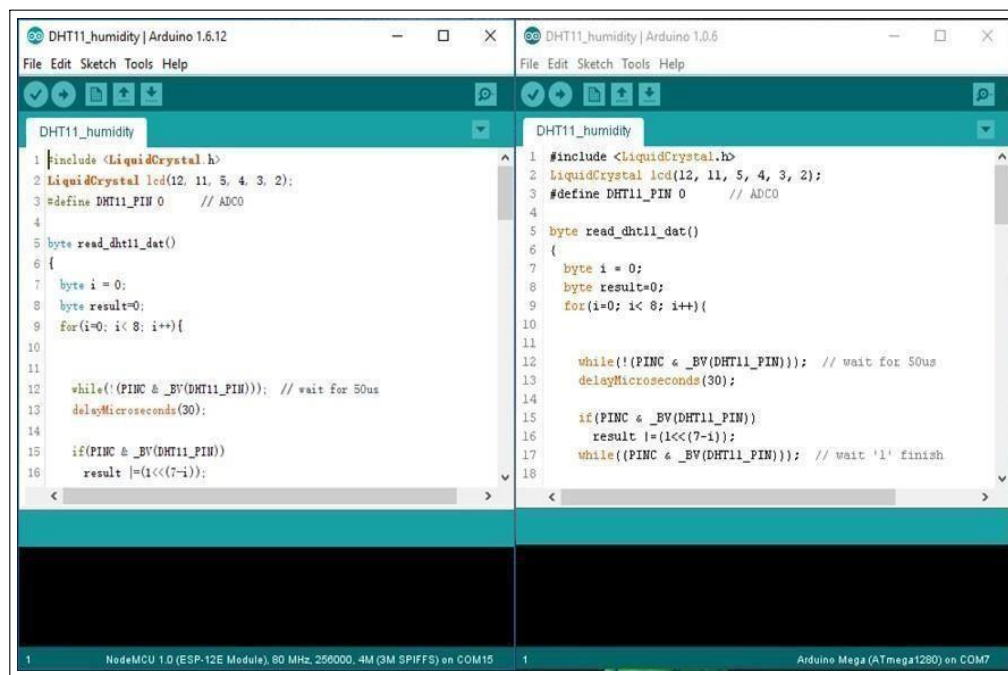 DHT11_humidity | Arduino 1.6.12
File Edit Sketch Tools Help
DHT11_humidity
1 #include <LiquidCrystal.h>
2 LiquidCrystal lcd(12, 11, 5, 4, 3, 2);
3 #define DHT11_PIN 0 // ADC0
4
5 byte read_dht11_dat()
6 {
7 byte i = 0;
8 byte result=0;
9 for(i=0; i< 8; i++){
10
11
12 while(!(PINC & _BV(DHT11_PIN))); // wait for 50us
13 delayMicroseconds(30);
14
15 if(PINC & _BV(DHT11_PIN))
16 result |=(1<<(7-i));
1 NodeMCU 1.0 (ESP-12E Module), 80 MHz, 256000, 4M (3M SPIFFS) on COM15
DHT11_humidity | Arduino 1.0.6
File Edit Sketch Tools Help
DHT11_humidity
1 #include <LiquidCrystal.h>
2 LiquidCrystal lcd(12, 11, 5, 4, 3, 2);
3 #define DHT11_PIN 0 // ADC0
4
5 byte read_dht11_dat()
6 {
7 byte i = 0;
8 byte result=0;
9 for(i=0; i< 8; i++){
10
11
12 while(!(PINC & _BV(DHT11_PIN))); // wait for 50us
13 delayMicroseconds(30);
14
15 if(PINC & _BV(DHT11_PIN))
16 result |=(1<<(7-i));
17 while((PINC & _BV(DHT11_PIN))); // wait '1' finish
18
1 Arduino Mega (ATmega1280) on COM7